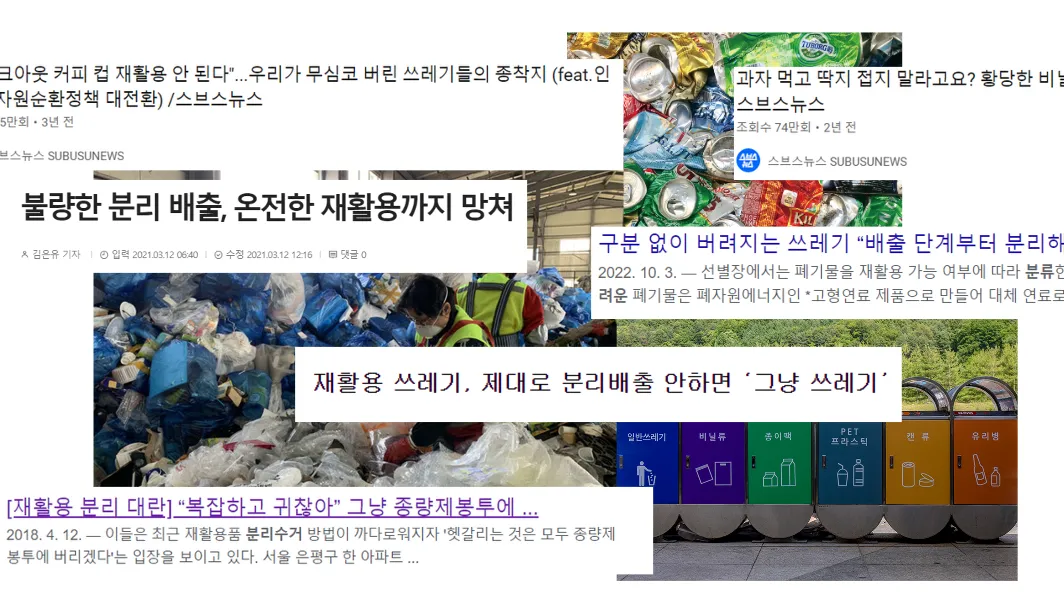 크아웃 커피 컵 재활용 안 된다"...우리가 무심코 버린 쓰레기들의 종착지 (feat.인
자원순환정책 대전환) /스브스뉴스
5만회 • 3년 전
브스뉴스 SUBUSUNEWS
TUBORG
과자 먹고 딱지 접지 말라고요? 황당한 비닐
스브스뉴스
조회수 74만회 • 2년 전
스브스뉴스 SUBUSUNEWS
불량한 분리 배출, 온전한 재활용까지 망쳐
김은유 기자 | 입력 2021.03.12 06:40 | 수정 2021.03.12 12:16 | 댓글 0
구분 없이 버려지는 쓰레기 “배출 단계부터 분리해
2022. 10. 3. — 선별장에서는 폐기물을 재활용 가능 여부에 따라 분류한
려운 폐기물은 폐자원에너지인 *고형연료 제품으로 만들어 대체 연료로
재활용 쓰레기, 제대로 분리배출 안하면 ‘그냥 쓰레기’
일반쓰레기
비닐류
종이팩
PET
플라스틱
캔 류
유리병
[재활용 분리 대란] “복잡하고 귀찮아” 그냥 종량제봉투에 ...
2018. 4. 12. — 이들은 최근 재활용품 분리수거 방법이 까다로워지자 '헷갈리는 것은 모두 종량제
봉투에 버리겠다'는 입장을 보이고 있다. 서울 은평구 한 아파트 ...